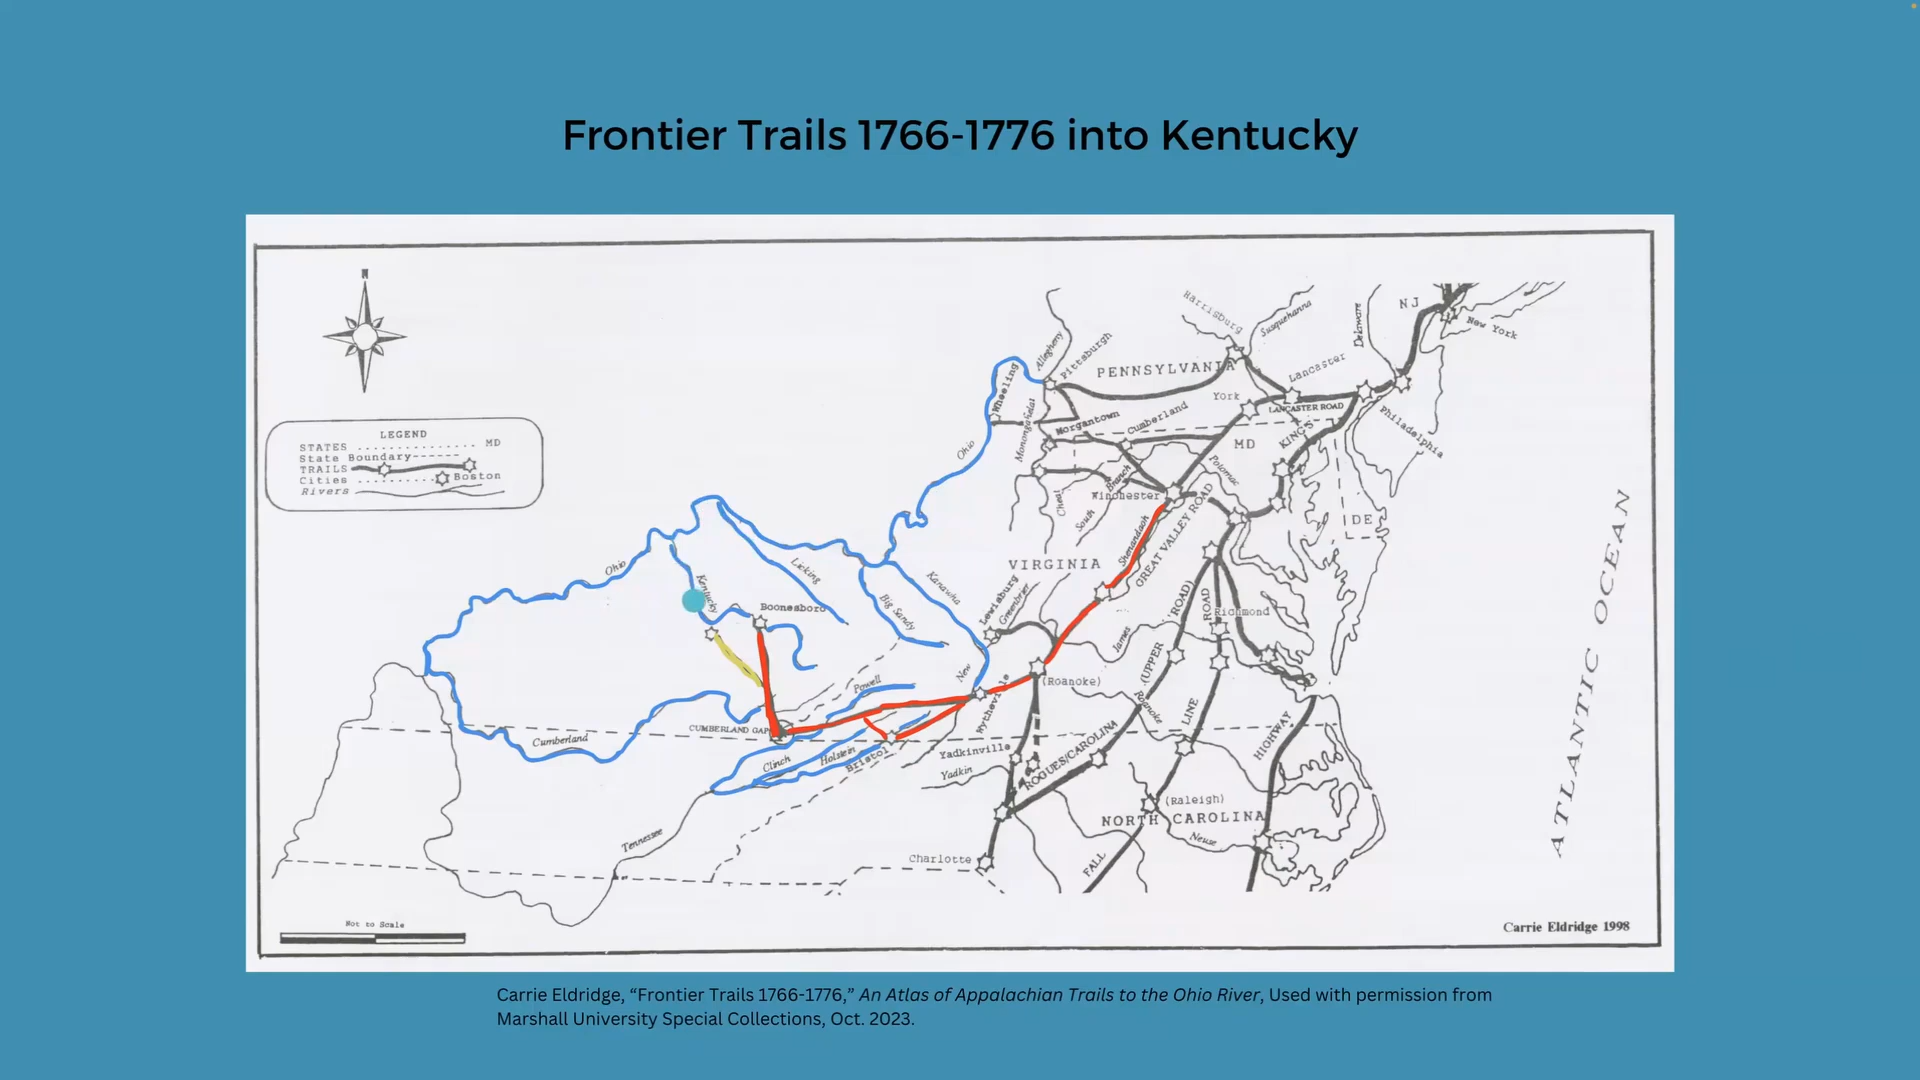 Frontier Trails 1766-1776 into Kentucky
N
LEGEND
STATES . . . . . . . . . . . . . . . MD
State Boundary------
TRAILS
Cities . . . . . . . . . . . Boston
Rivers
Harrisburg
Susquehanna
Delaware
NJ
New York
Allegheny
Pittsburgh
PENNSYLVANIA
Lancaster
Wheeling
York
LANCASTER ROAD
Philadelphia
Morgantown
Cumberland
MD
KING'S
Ohio
Potomac
Winchester
Cheat
South
Branch
DE
Shenandoah
GREAT VALLEY ROAD
VIRGINIA
Ohio
Licking
Kanawha
Kentucky
Boonesboro
Big Sandy
Lewisburg
Greenbrier
ROAD)
ROAD
Richmond
James
(UPPER
New
Powell
(Roanoke)
Roanoke
Wytheville
LINE
CUMBERLAND GAP
Cumberland
Clinch
Holstein
Bristol
Yadkinville
Yadkin
ROGUES/CAROLINA
HIGHWAY
(Raleigh)
NORTH CAROLINA
Neuse
Tennessee
Charlotte
FALL
ATLANTIC OCEAN
Not to Scale
Carrie Eldridge 1998
Carrie Eldridge, “Frontier Trails 1766-1776,” An Atlas of Appalachian Trails to the Ohio River, Used with permission from
Marshall University Special Collections, Oct. 2023.